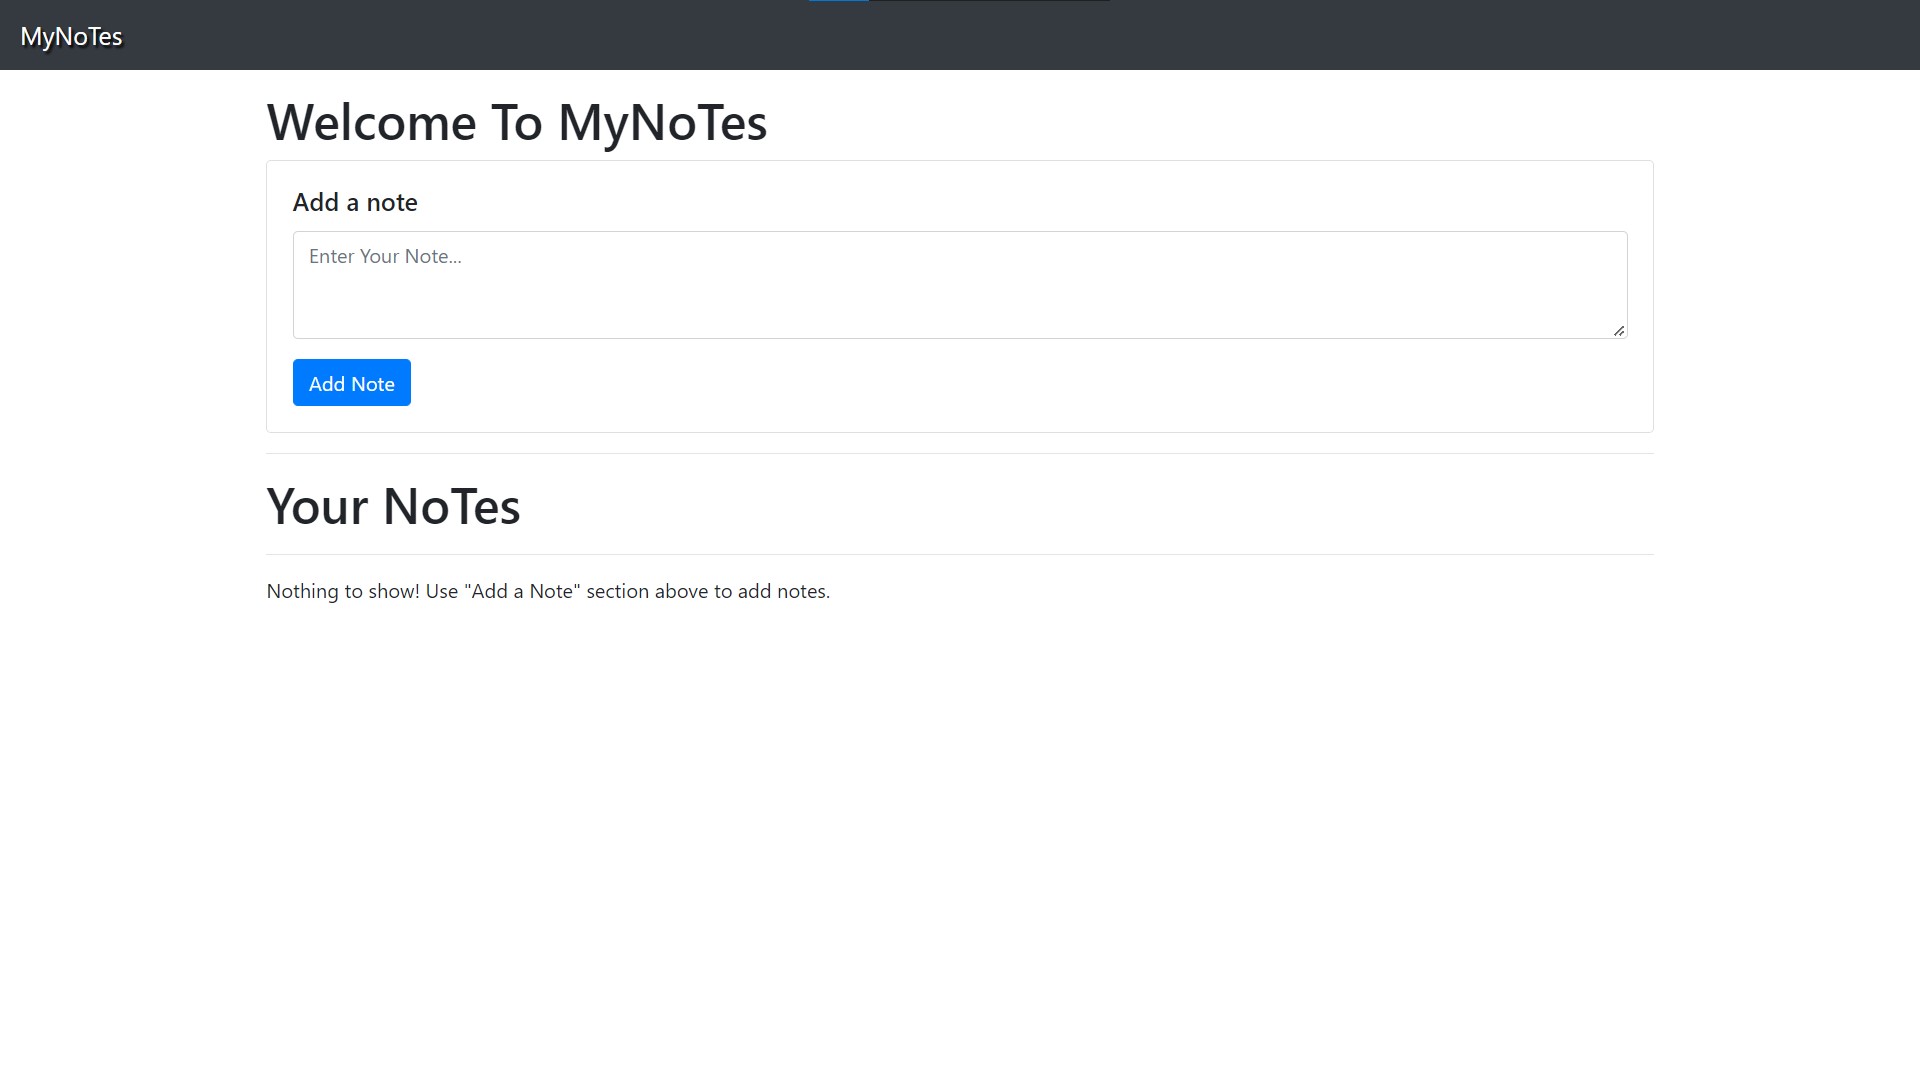 MyNoTes
Welcome To MyNoTes
Add a note
Enter Your Note...
Add Note
Your NoTes
Nothing to show! Use "Add a Note" section above to add notes.